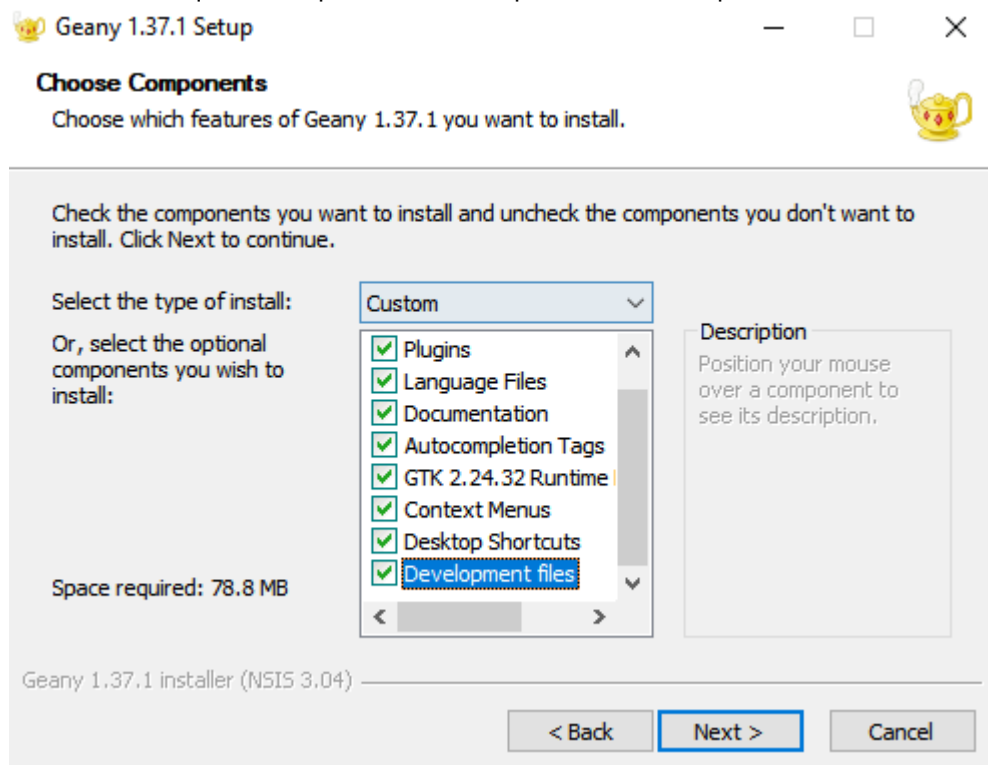 Geany 1.37.1 Setup
Choose Components
Choose which features of Geany 1.37.1 you want to install.
Check the components you want to install and uncheck the components you don't want to
install. Click Next to continue.
Select the type of install:
Custom
Or, select the optional
components you wish to
install:
Plugins
Language Files
Documentation
Autocompletion Tags
GTK 2.24.32 Runtime
Context Menus
Desktop Shortcuts
Development files
Description
Position your mouse
over a component to
see its description.
Space required: 78.8 MB
Geany 1.37.1 installer (NSIS 3.04)
< Back
Next >
Cancel